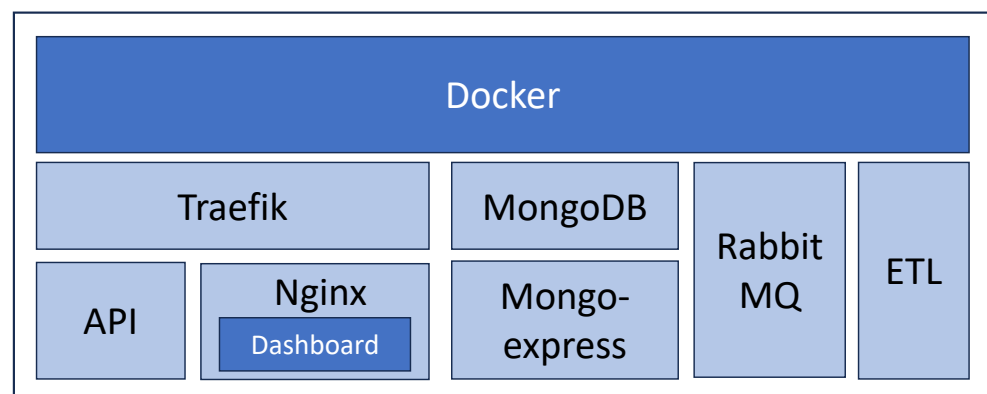 Docker
Traefik
MongoDB
Rabbit
MQ
ETL
API
Nginx
Dashboard
Mongo-
express